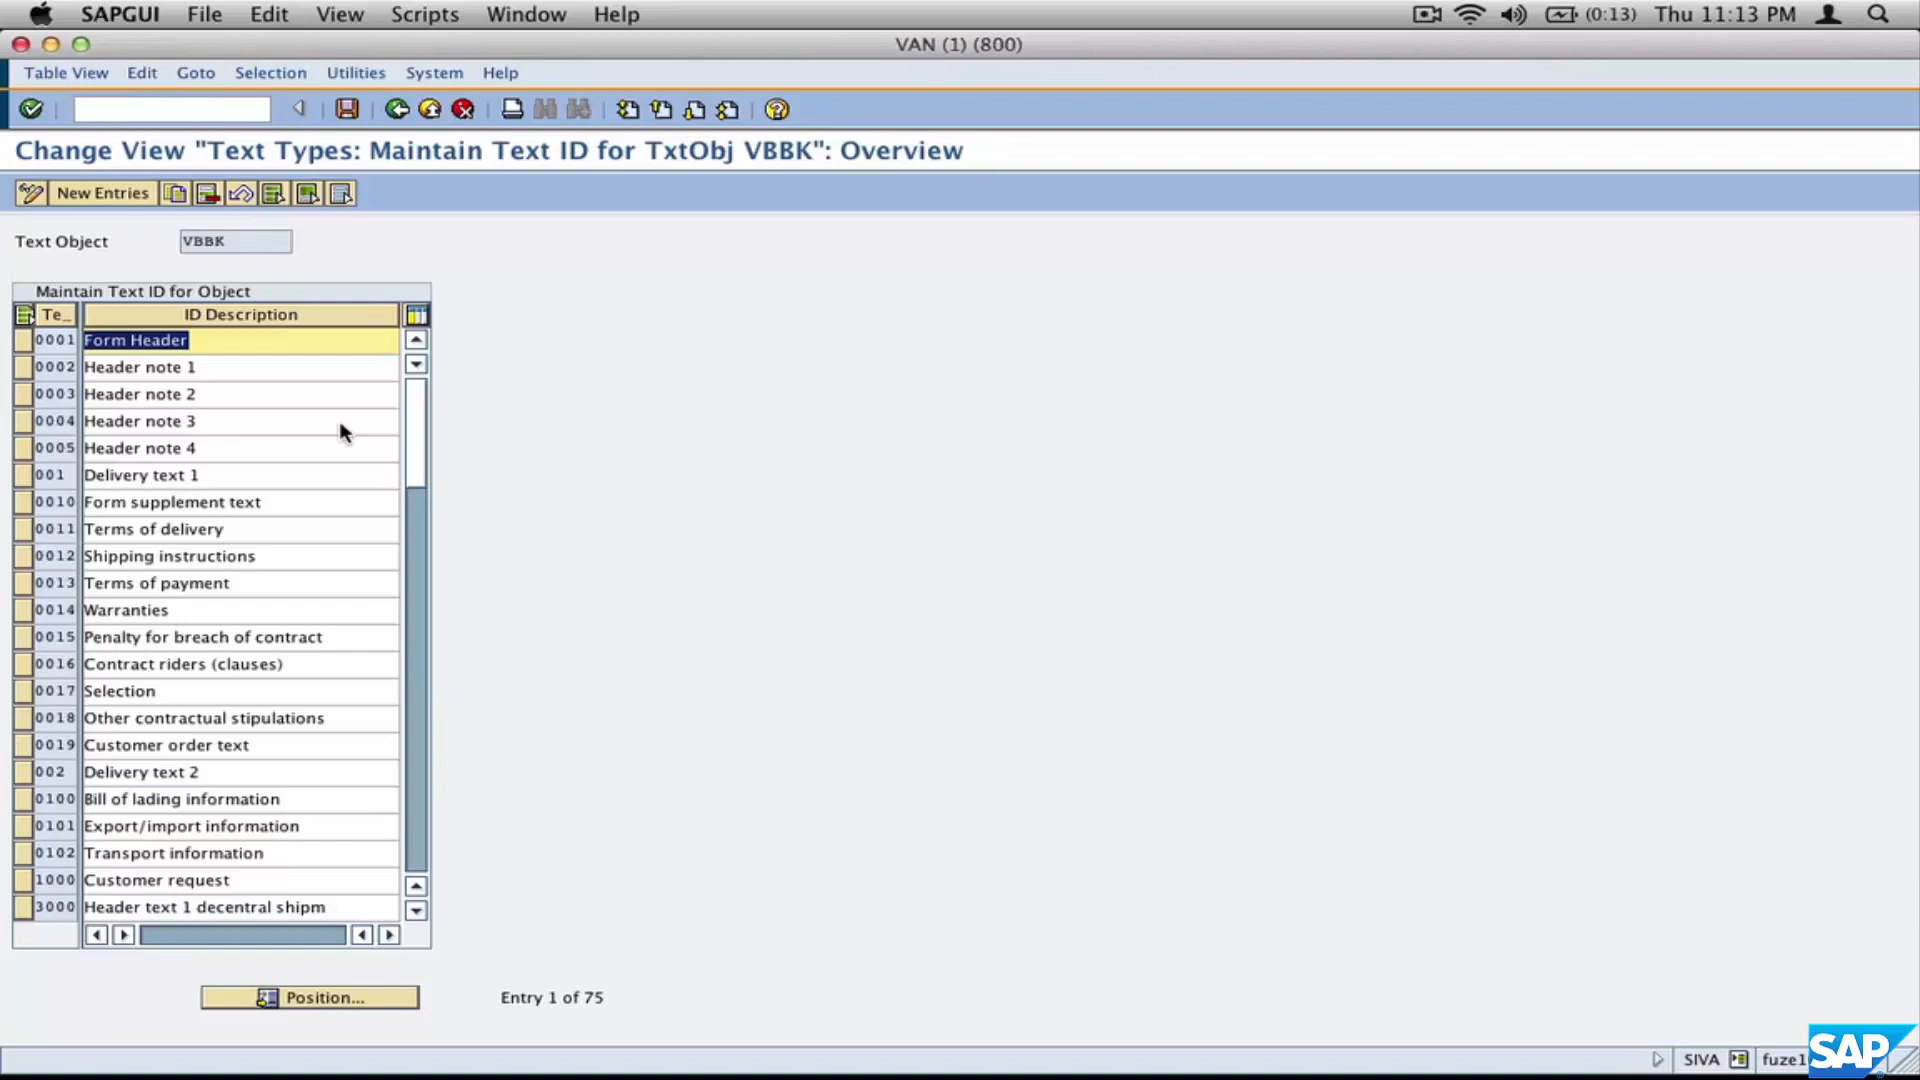 SAPGUI File Edit View Scripts Window Help (0:13) Thu 11:13 PM
VAN (1) (800)
Table View Edit Goto Selection Utilities System Help
Change View "Text Types: Maintain Text ID for TxtObj VBBK": Overview
New Entries
Text Object VBBK
Maintain Text ID for Object
Te_ ID Description
0001 Form Header
0002 Header note 1
0003 Header note 2
0004 Header note 3
0005 Header note 4
001 Delivery text 1
0010 Form supplement text
0011 Terms of delivery
0012 Shipping instructions
0013 Terms of payment
0014 Warranties
0015 Penalty for breach of contract
0016 Contract riders (clauses)
0017 Selection
0018 Other contractual stipulations
0019 Customer order text
002 Delivery text 2
0100 Bill of lading information
0101 Export/import information
0102 Transport information
1000 Customer request
3000 Header text 1 decentral shipm
Position... Entry 1 of 75
SIVA fuze1 SAP